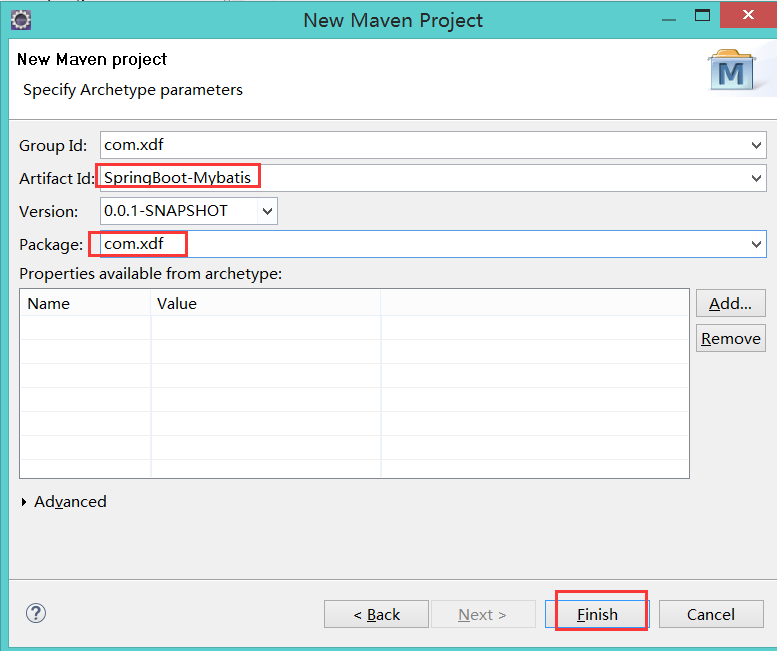 New Maven Project
New Maven project
Specify Archetype parameters
M
Group Id: com.xdf
Artifact Id: SpringBoot-Mybatis
Version: 0.0.1-SNAPSHOT
Package: com.xdf
Properties available from archetype:
Name Value
Add...
Remove
Advanced
? < Back Next > Finish Cancel